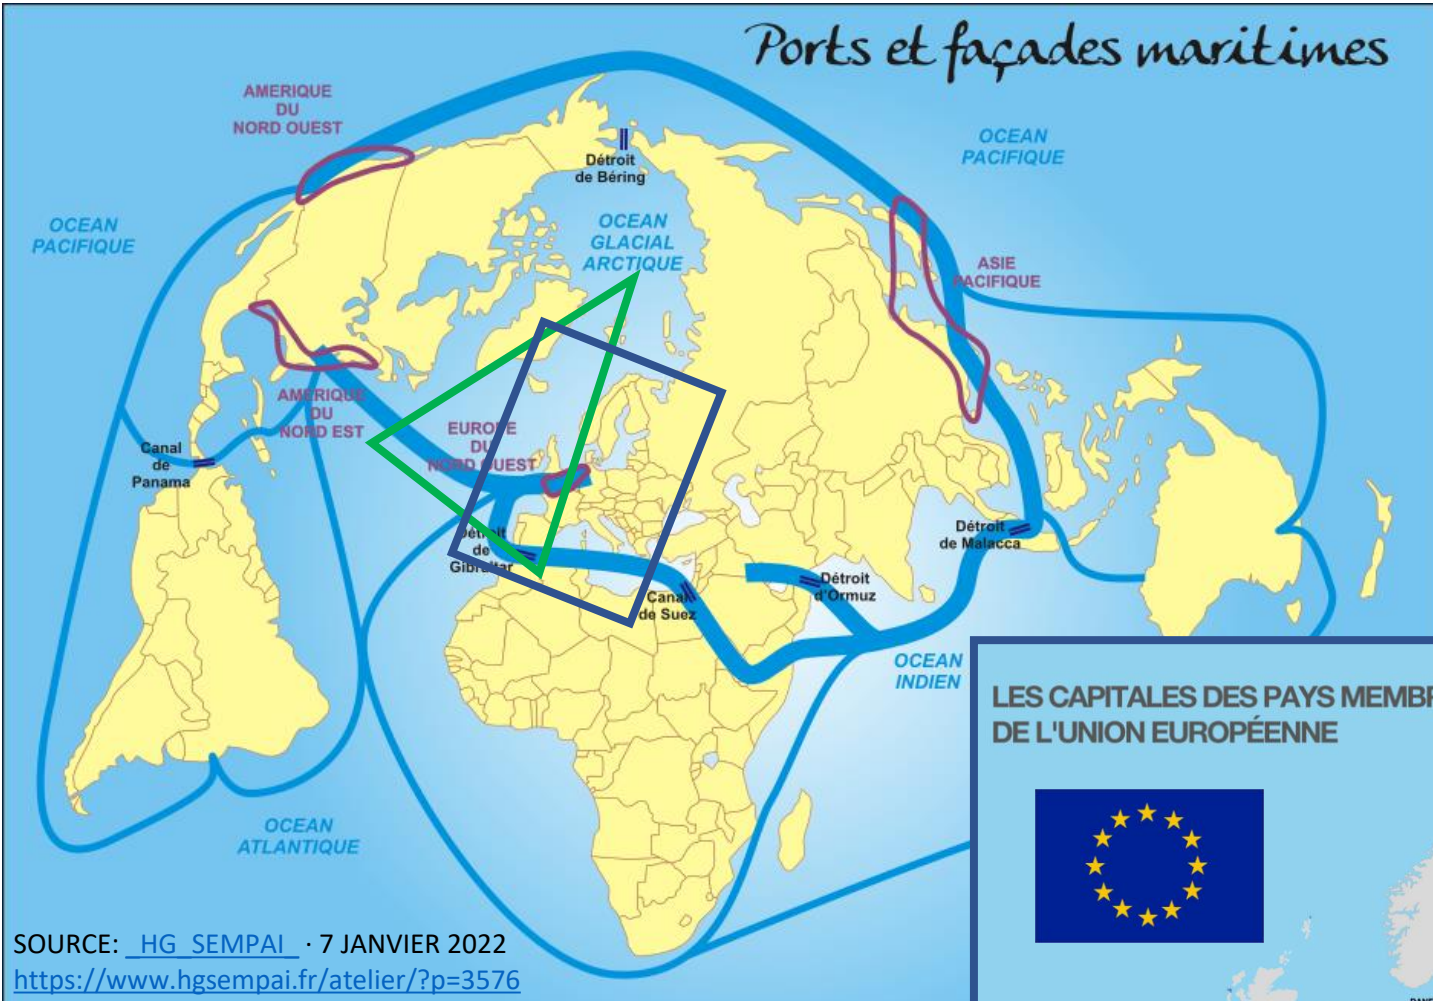 Ports et façades maritimes
AMERIQUE
DU
NORD OUEST
OCEAN
PACIFIQUE
Détroit
de Béring
OCEAN
PACIFIQUE
OCEAN
GLACIAL
ARCTIQUE
ASIE
PACIFIQUE
AMERIQUE
DU
NORD EST
EUROPE
DU
NORD OUEST
Canal
de
Panama
Détroit
de
Gibraltar
Détroit
de Malacca
Canal
de Suez
Détroit
d'Ormuz
OCEAN
INDIEN
OCEAN
ATLANTIQUE
LES CAPITALES DES PAYS MEMBR
DE L'UNION EUROPÉENNE
SOURCE: _HG_SEMPAI_ · 7 JANVIER 2022
https://www.hgsempai.fr/atelier/?p=3576